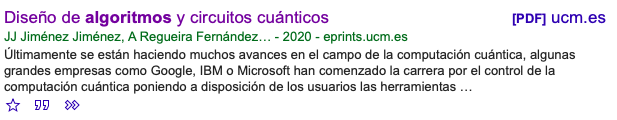 Diseño de algoritmos y circuitos cuánticos [PDF] ucm.es
JJ Jiménez Jiménez, A Regueira Fernández… - 2020 - eprints.ucm.es
Últimamente se están haciendo muchos avances en el campo de la computación cuántica, algunas
grandes empresas como Google, IBM o Microsoft han comenzado la carrera por el control de la
computación cuántica poniendo a disposición de los usuarios las herramientas …